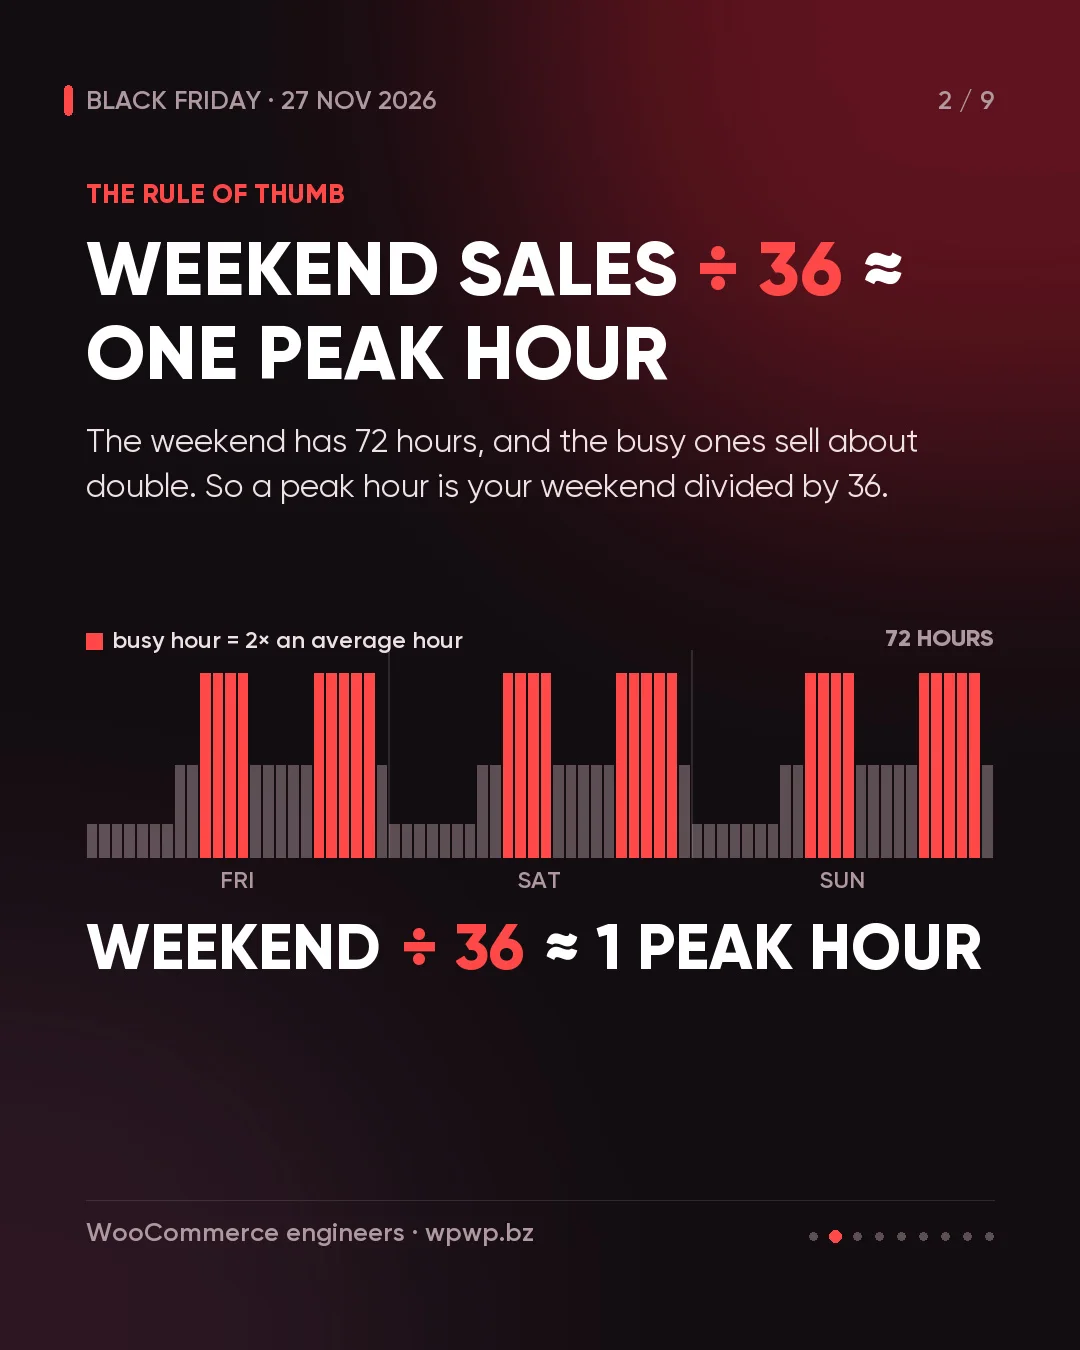 BLACK FRIDAY · 27 NOV 2026
2 / 9
THE RULE OF THUMB
WEEKEND SALES ÷ 36 ≈
ONE PEAK HOUR
The weekend has 72 hours, and the busy ones sell about
double. So a peak hour is your weekend divided by 36.
busy hour = 2× an average hour
72 HOURS
FRI
SAT
SUN
WEEKEND ÷ 36 ≈ 1 PEAK HOUR
WooCommerce engineers · wpwp.bz